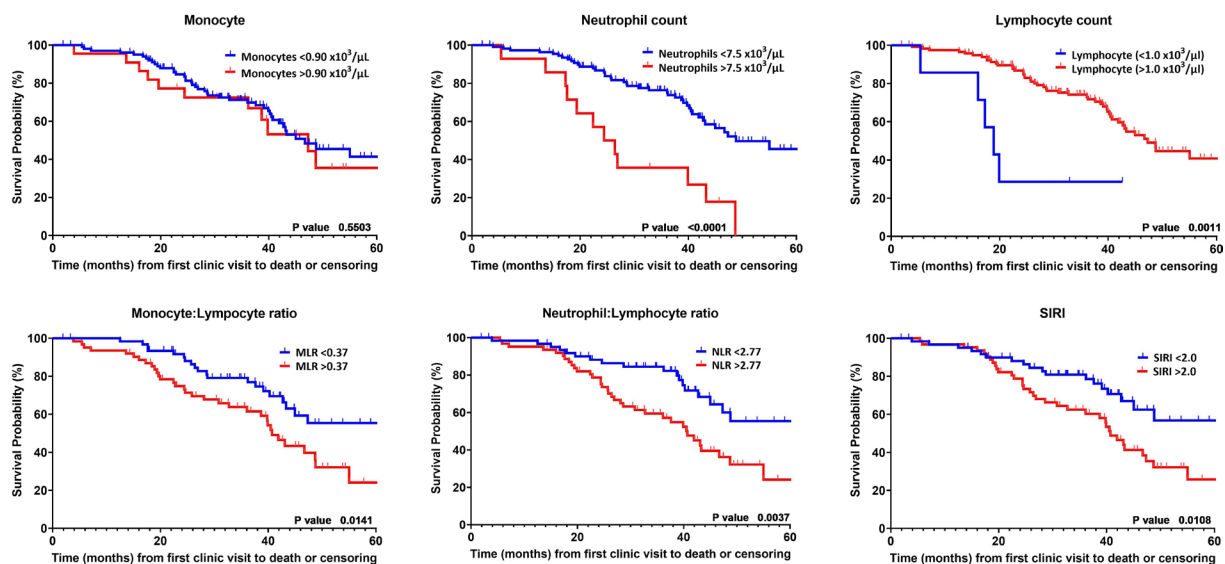 Monocyte
Survival Probability (%)
100
80
60
40
20
0
Monocytes <0.90 x10³/μL
Monocytes >0.90 x10³/μL
P value 0.5503
0 20 40 60
Time (months) from first clinic visit to death or censoring
Neutrophil count
Survival Probability (%)
100
80
60
40
20
0
Neutrophils <7.5 x10³/μL
Neutrophils >7.5 x10³/μL
P value <0.0001
0 20 40 60
Time (months) from first clinic visit to death or censoring
Lymphocyte count
Survival Probability (%)
100
80
60
40
20
0
Lymphocyte (<1.0 x10³/μl)
Lymphocyte (>1.0 x10³/μl)
P value 0.0011
0 20 40 60
Time (months) from first clinic visit to death or censoring
Monocyte:Lympocyte ratio
Survival Probability (%)
100
80
60
40
20
0
MLR <0.37
MLR >0.37
P value 0.0141
0 20 40 60
Time (months) from first clinic visit to death or censoring
Neutrophil:Lymphocyte ratio
Survival Probability (%)
100
80
60
40
20
0
NLR <2.77
NLR >2.77
P value 0.0037
0 20 40 60
Time (months) from first clinic visit to death or censoring
SIRI
Survival Probability (%)
100
80
60
40
20
0
SIRI <2.0
SIRI >2.0
P value 0.0108
0 20 40 60
Time (months) from first clinic visit to death or censoring